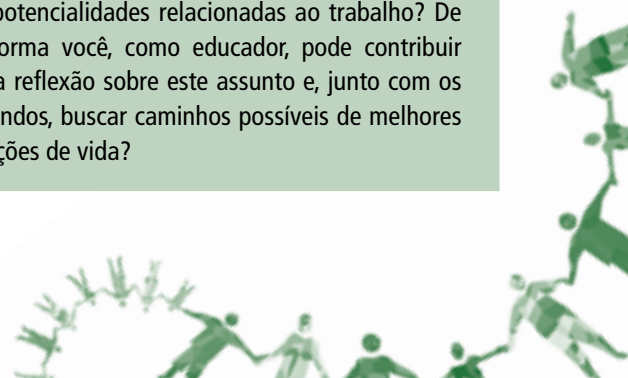 potencialidades relacionadas ao trabalho? De
orma você, como educador, pode contribuir
a reflexão sobre este assunto e, junto com os
ndos, buscar caminhos possíveis de melhores
ções de vida?